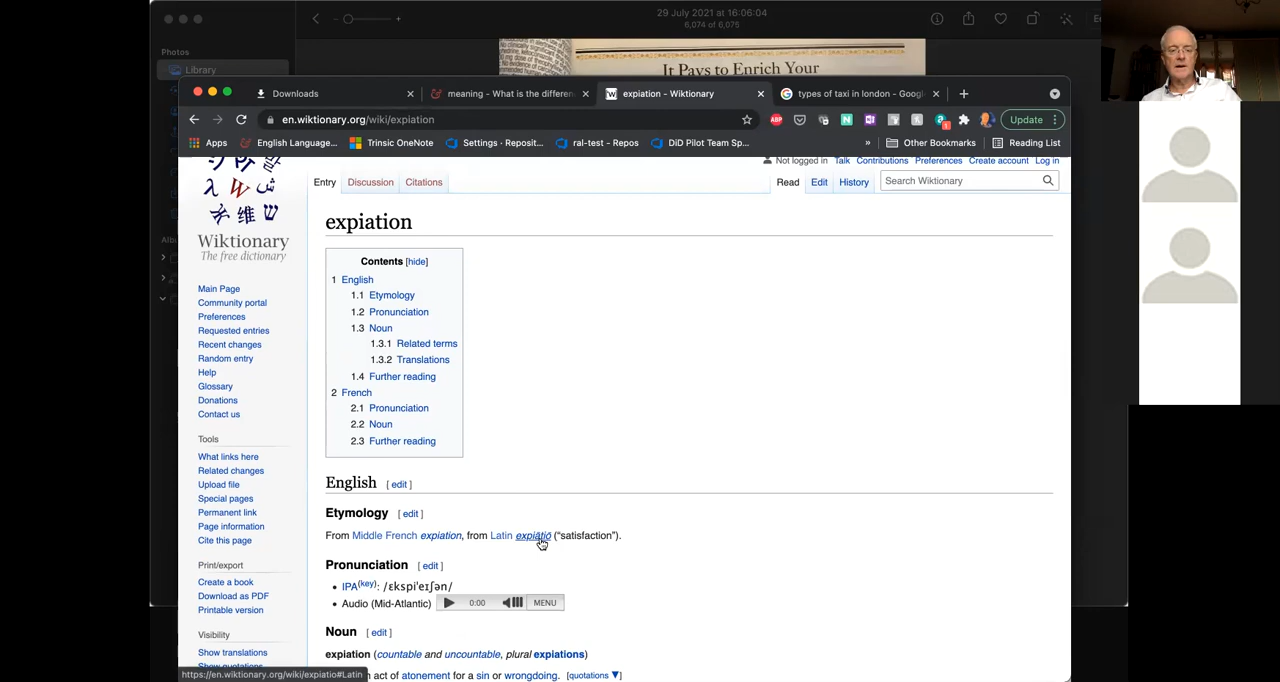 29 July 2021 at 16:06:04
6,074 of 6,075
Photos
Library
It Pays to Enrich Your
Downloads
meaning - What is the differen
expiation - Wiktionary
types of taxi in london - Googl
en.wiktionary.org/wiki/expiation
ABP
Update
Apps
English Language...
Trinsic OneNote
Settings · Reposit...
ral-test - Repos
DiD Pilot Team Sp...
»
Other Bookmarks
Reading List
Not logged in Talk Contributions Preferences Create account Log in
Entry Discussion Citations
Read Edit History
Search Wiktionary
Wiktionary
The free dictionary
Main Page
Community portal
Preferences
Requested entries
Recent changes
Random entry
Help
Glossary
Donations
Contact us
Tools
What links here
Related changes
Upload file
Special pages
Permanent link
Page information
Cite this page
Print/export
Create a book
Download as PDF
Printable version
Visibility
Show translations
Show quotations
expiation
Contents [hide]
1 English
1.1 Etymology
1.2 Pronunciation
1.3 Noun
1.3.1 Related terms
1.3.2 Translations
1.4 Further reading
2 French
2.1 Pronunciation
2.2 Noun
2.3 Further reading
English [ edit ]
Etymology [ edit ]
From Middle French expiation, from Latin expiātiō (“satisfaction”).
Pronunciation [ edit ]
• IPA(key): /ɛkspiˈeɪʃən/
• Audio (Mid-Atlantic) 0:00 MENU
Noun [ edit ]
expiation (countable and uncountable, plural expiations)
act of atonement for a sin or wrongdoing. [quotations ▼]
https://en.wiktionary.org/wiki/expiatio#Latin